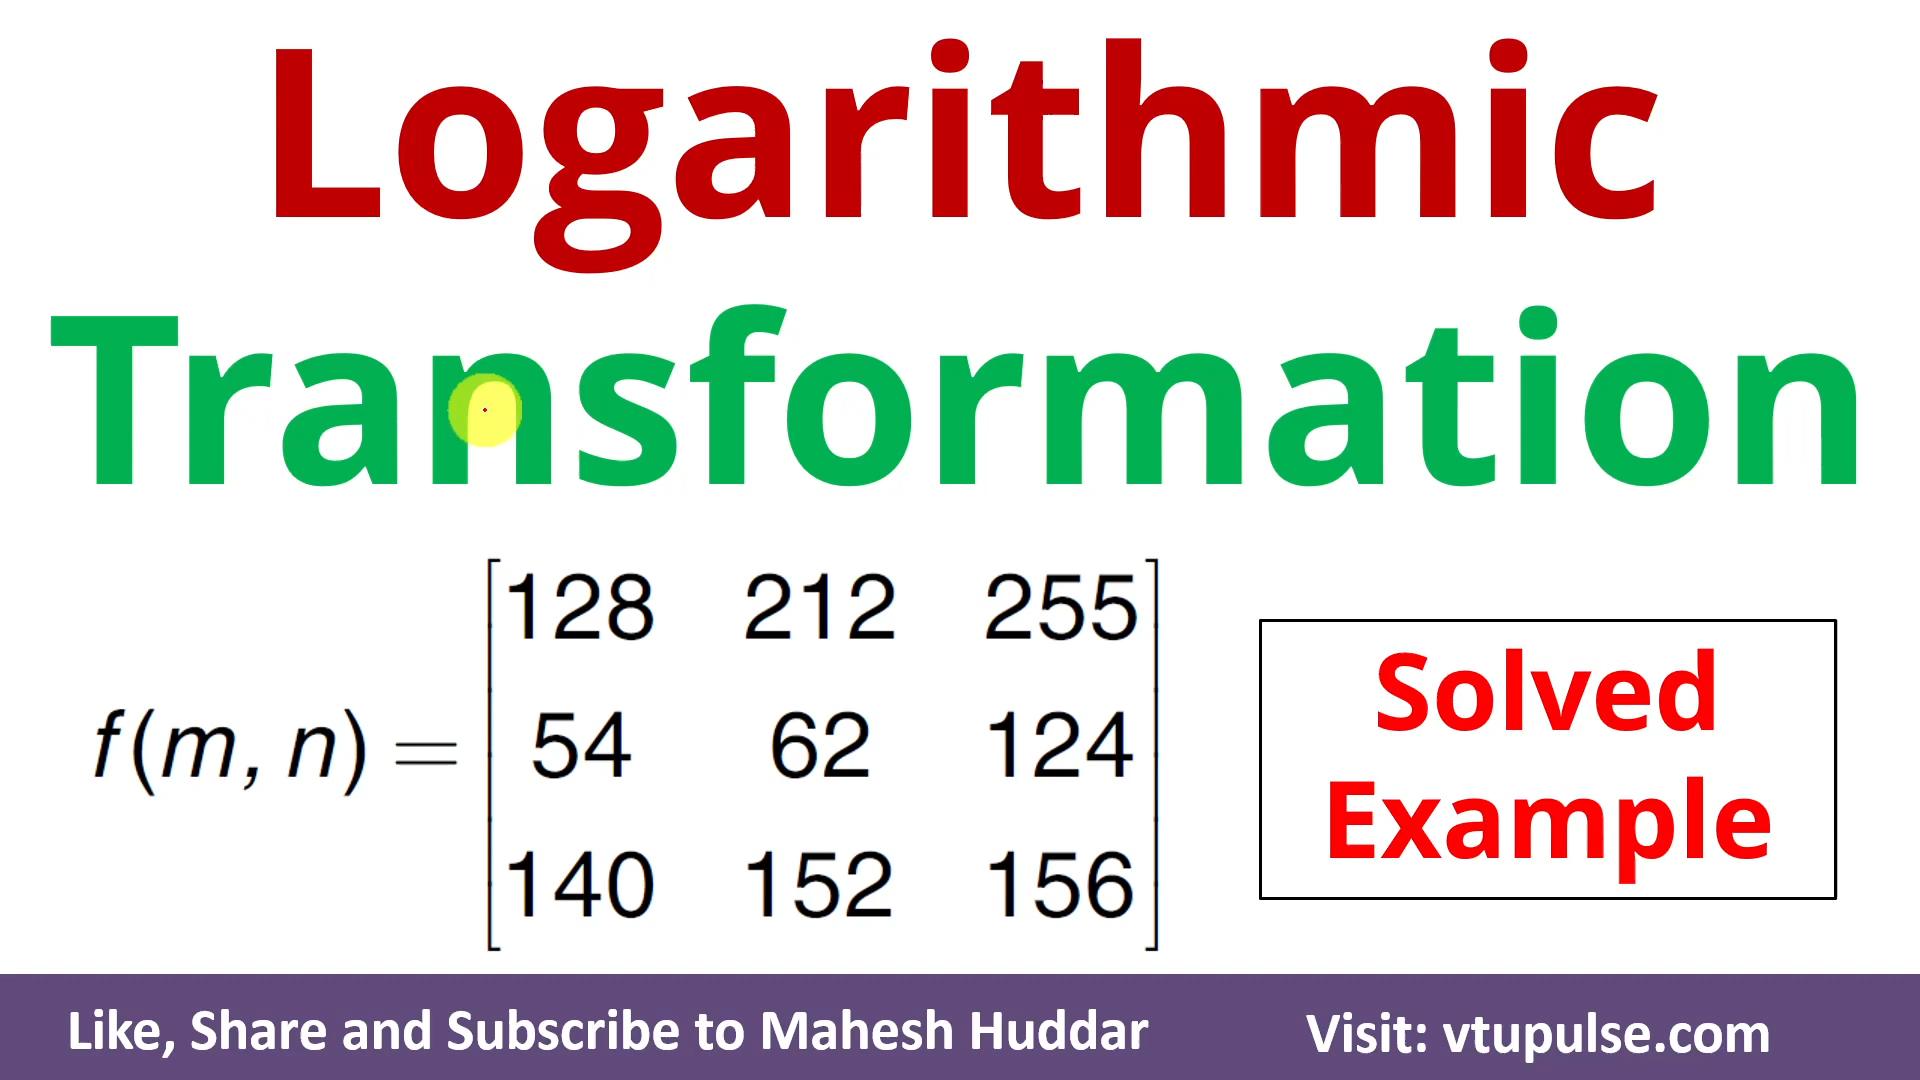 Logarithmic
Transformation
128 212 255
f(m, n) = 54 62 124
140 152 156
Solved
Example
Like, Share and Subscribe to Mahesh Huddar
Visit: vtupulse.com